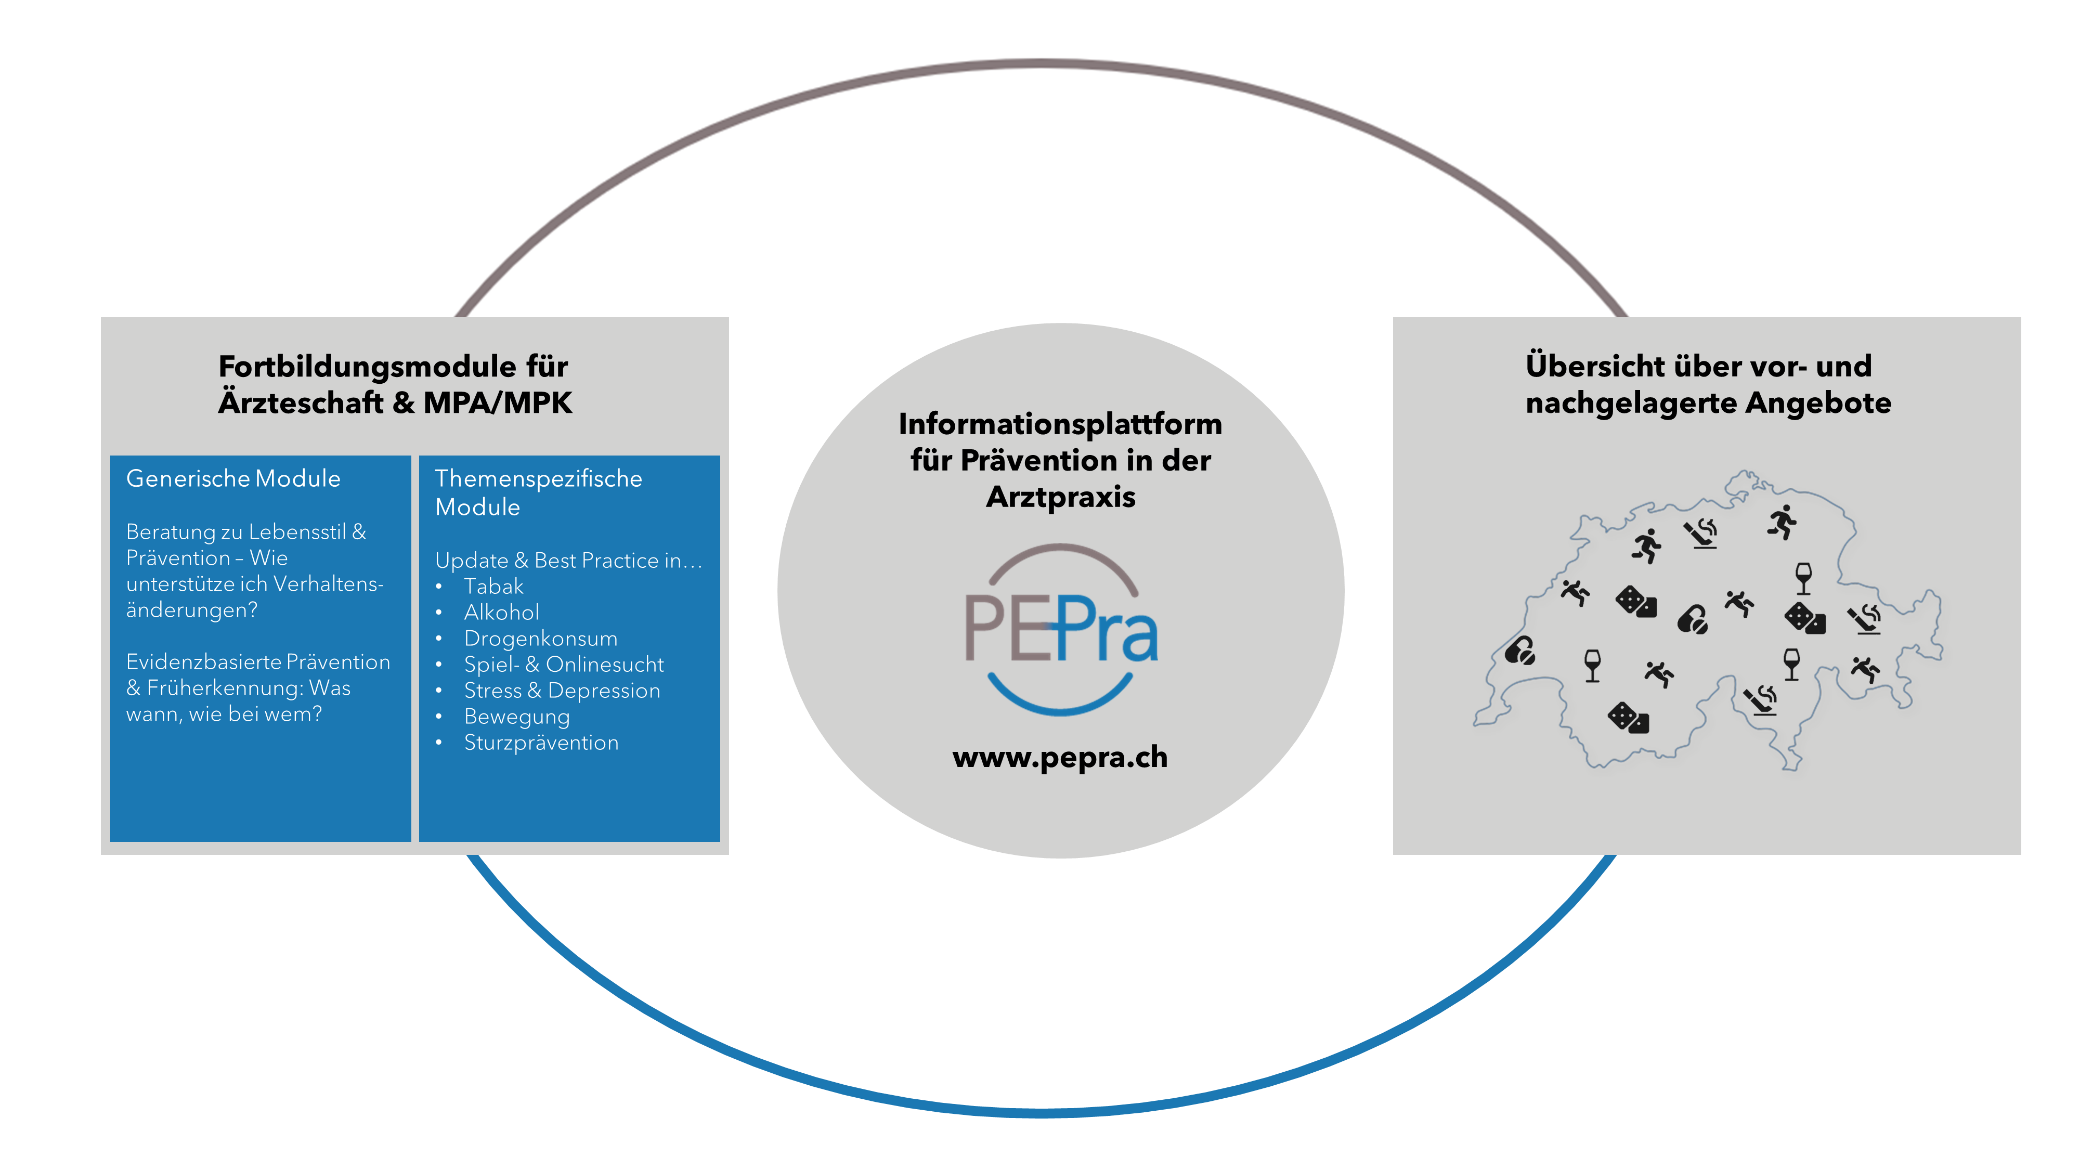 Fortbildungsmodule für
Ärzteschaft & MPA/MPK
Generische Module
Beratung zu Lebensstil &
Prävention – Wie
unterstütze ich Verhaltens-
änderungen?
Evidenzbasierte Prävention
& Früherkennung: Was
wann, wie bei wem?
Themenspezifische
Module
Update & Best Practice in…
• Tabak
• Alkohol
• Drogenkonsum
• Spiel- & Onlinesucht
• Stress & Depression
• Bewegung
• Sturzprävention
Informationsplattform
für Prävention in der
Arztpraxis
PEPra
www.pepra.ch
Übersicht über vor- und
nachgelagerte Angebote